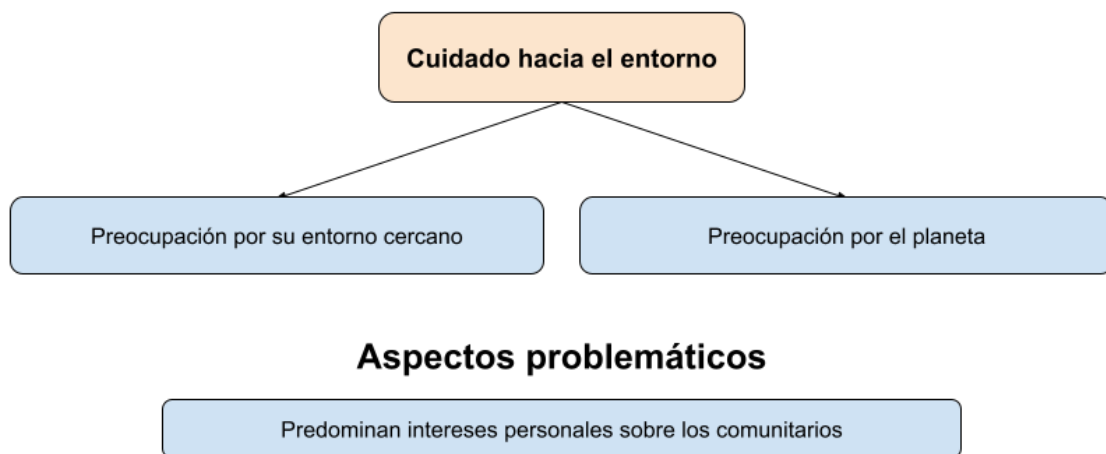 Cuidado hacia el entorno
Preocupación por su entorno cercano
Preocupación por el planeta
Aspectos problemáticos
Predominan intereses personales sobre los comunitarios